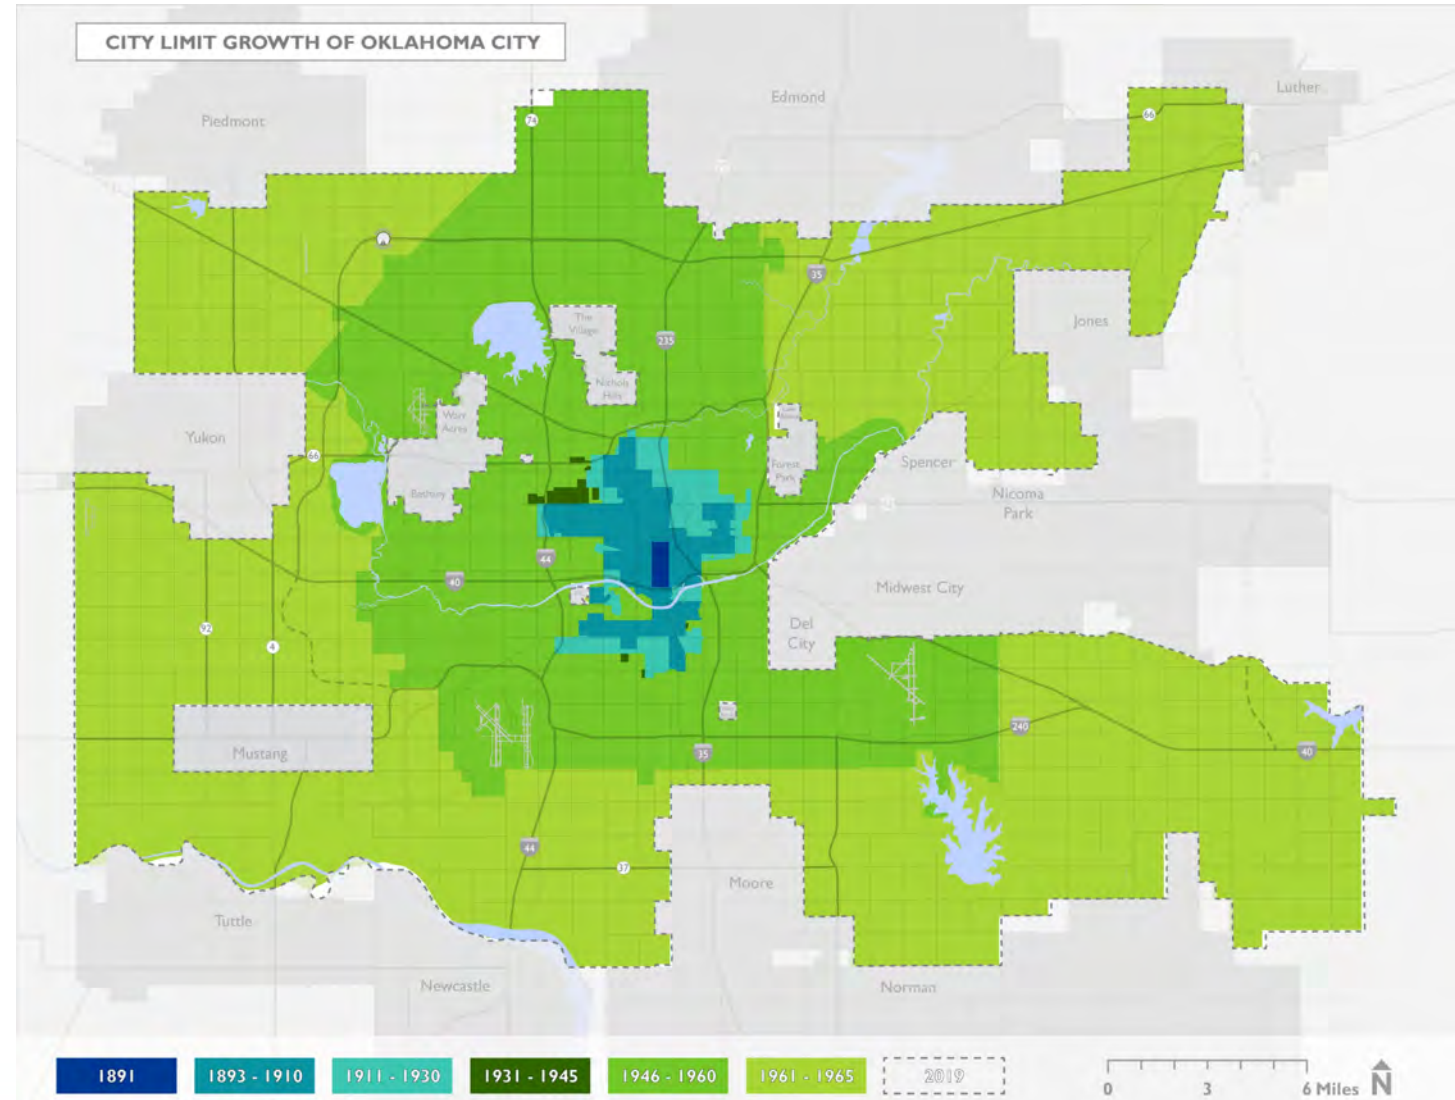 CITY LIMIT GROWTH OF OKLAHOMA CITY
Piedmont
Edmond
Luther
74
66
35
The
Village
235
Jones
Nichols
Hills
Warr
Acres
Yukon
66
Bethany
Forest
Park
Spencer
Nicoma
Park
44
40
Midwest City
92
4
Del
City
Mustang
35
240
40
44
37
Moore
Tuttle
Newcastle
Norman
1891
1893 - 1910
1911 - 1930
1931 - 1945
1946 - 1960
1961 - 1965
2019
0
3
6 Miles
N